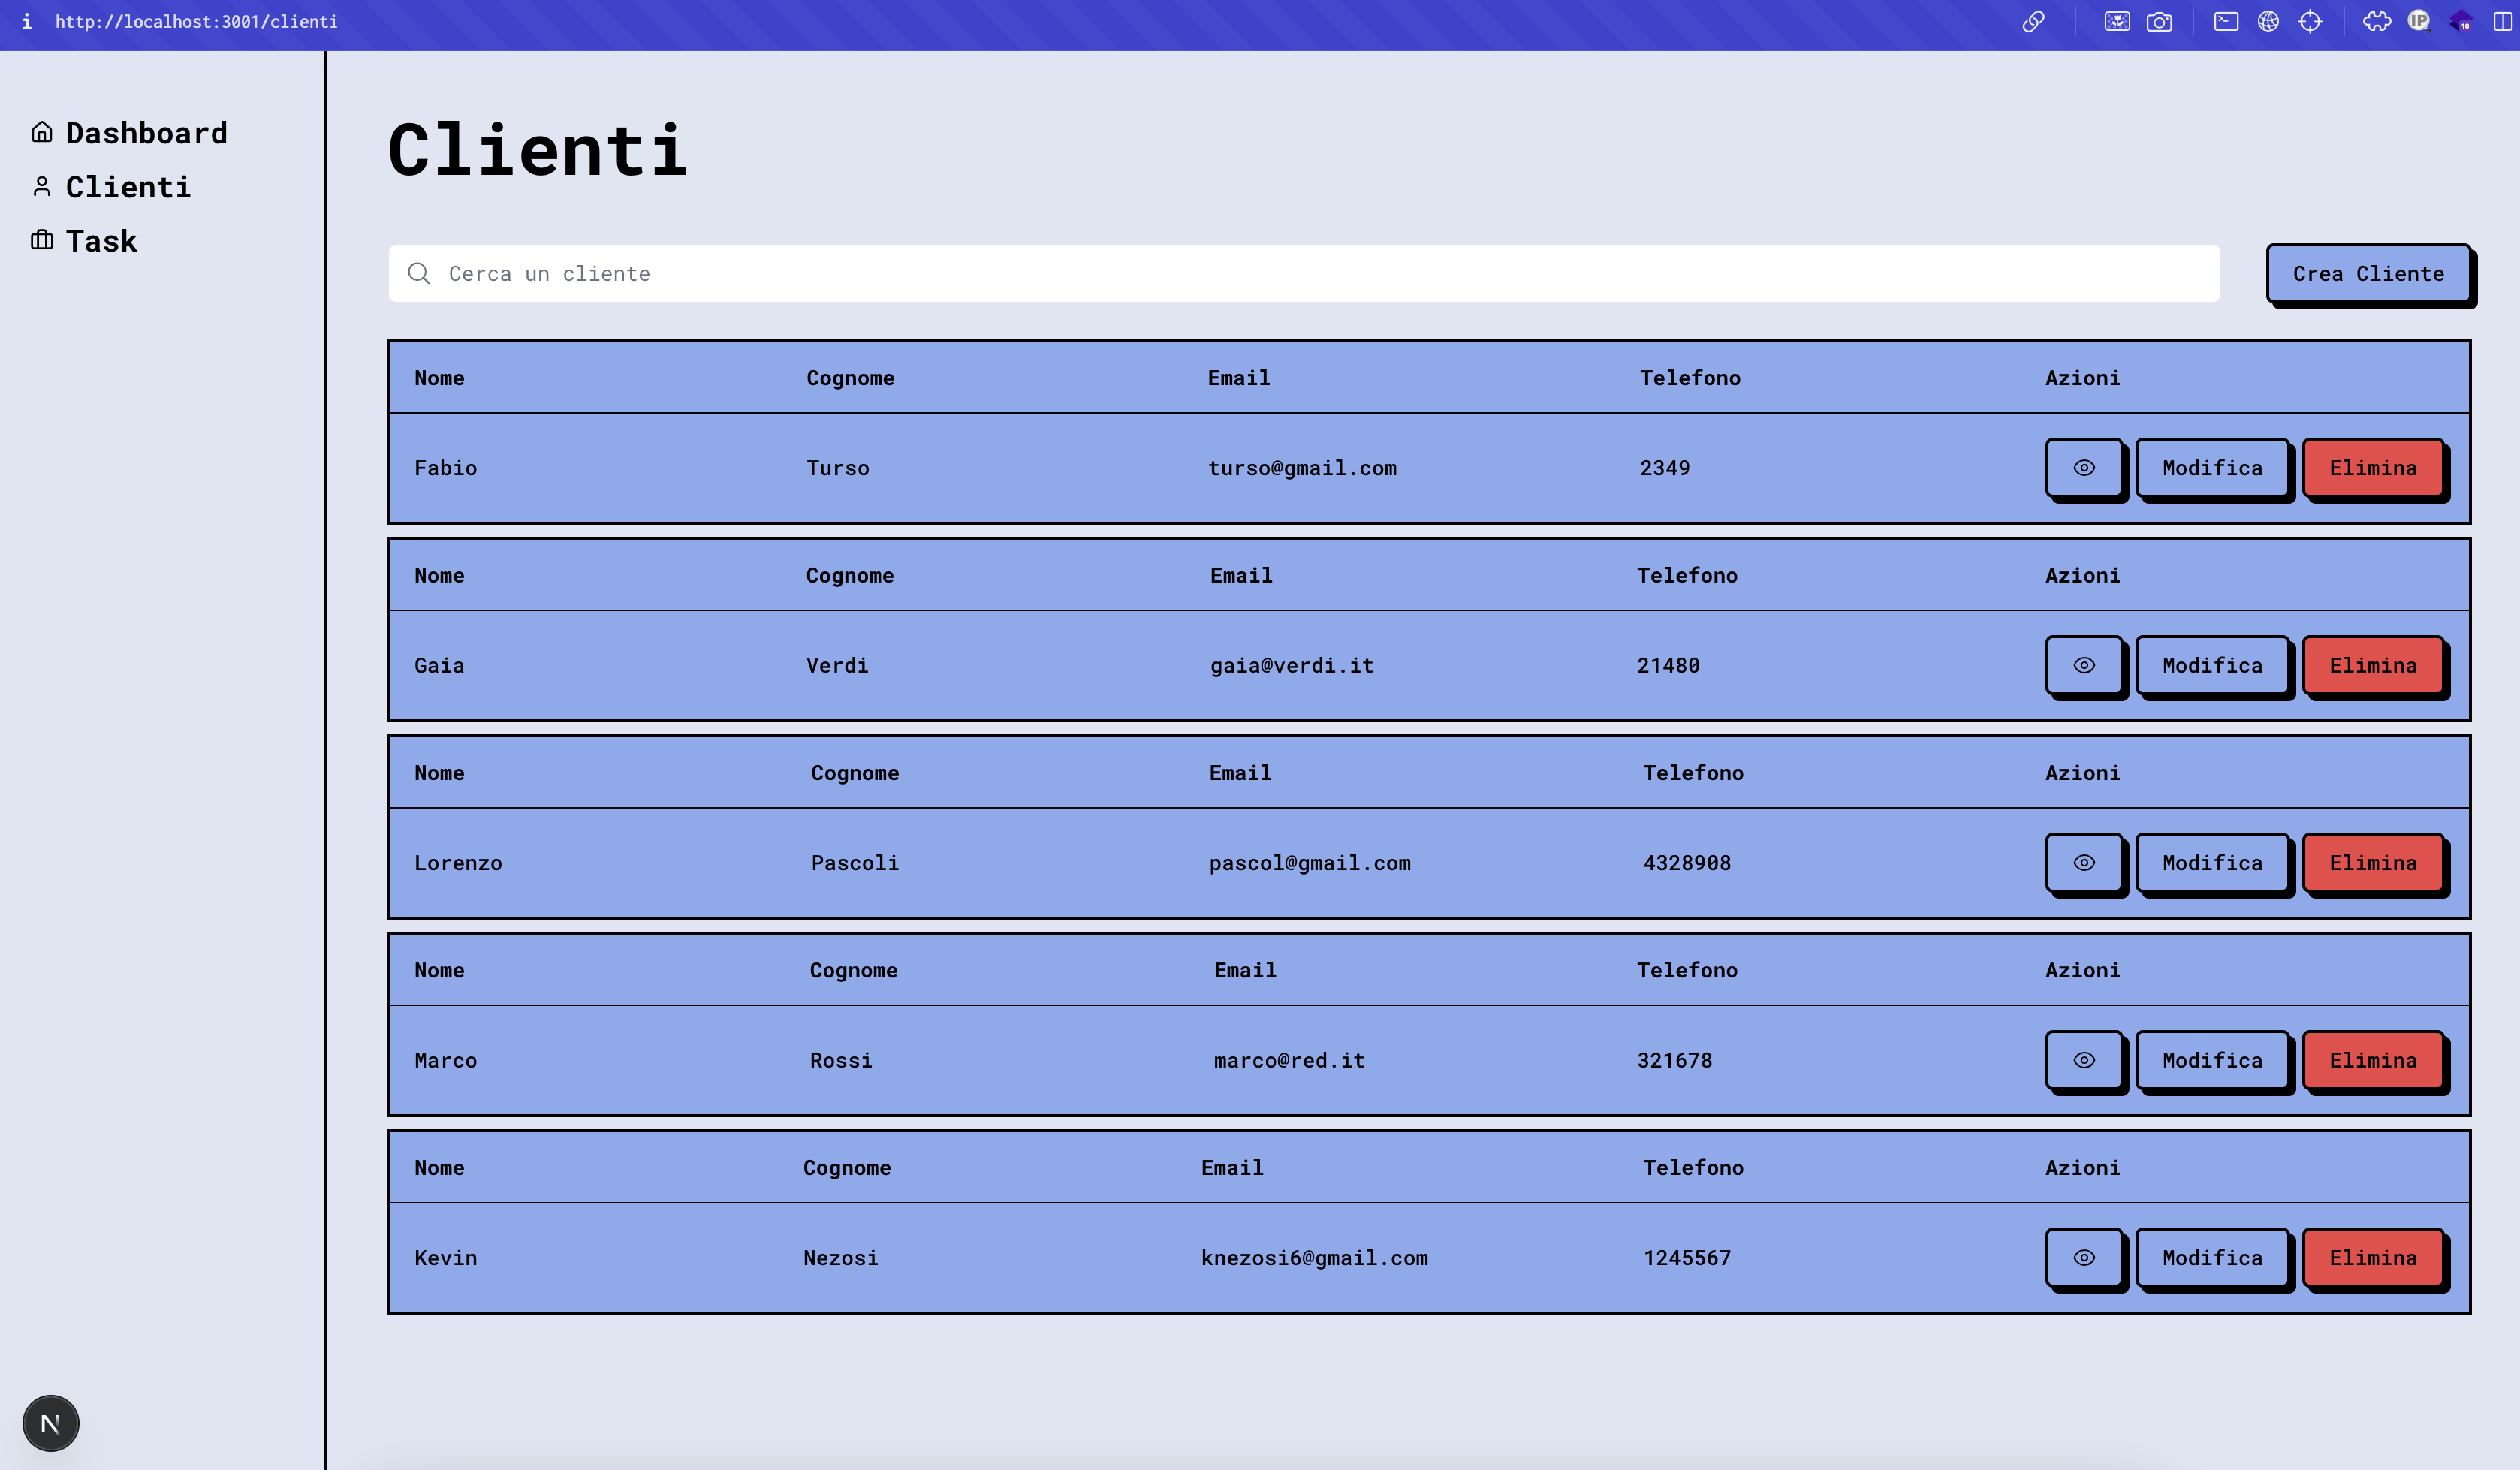 http://localhost:3001/clienti
IP
10
Dashboard
Clienti
Task
Clienti
Cerca un cliente
Crea Cliente
Nome Cognome Email Telefono Azioni
Fabio Turso turso@gmail.com 2349 Modifica Elimina
Nome Cognome Email Telefono Azioni
Gaia Verdi gaia@verdi.it 21480 Modifica Elimina
Nome Cognome Email Telefono Azioni
Lorenzo Pascoli pascol@gmail.com 4328908 Modifica Elimina
Nome Cognome Email Telefono Azioni
Marco Rossi marco@red.it 321678 Modifica Elimina
Nome Cognome Email Telefono Azioni
Kevin Nezosi knezosi6@gmail.com 1245567 Modifica Elimina
N